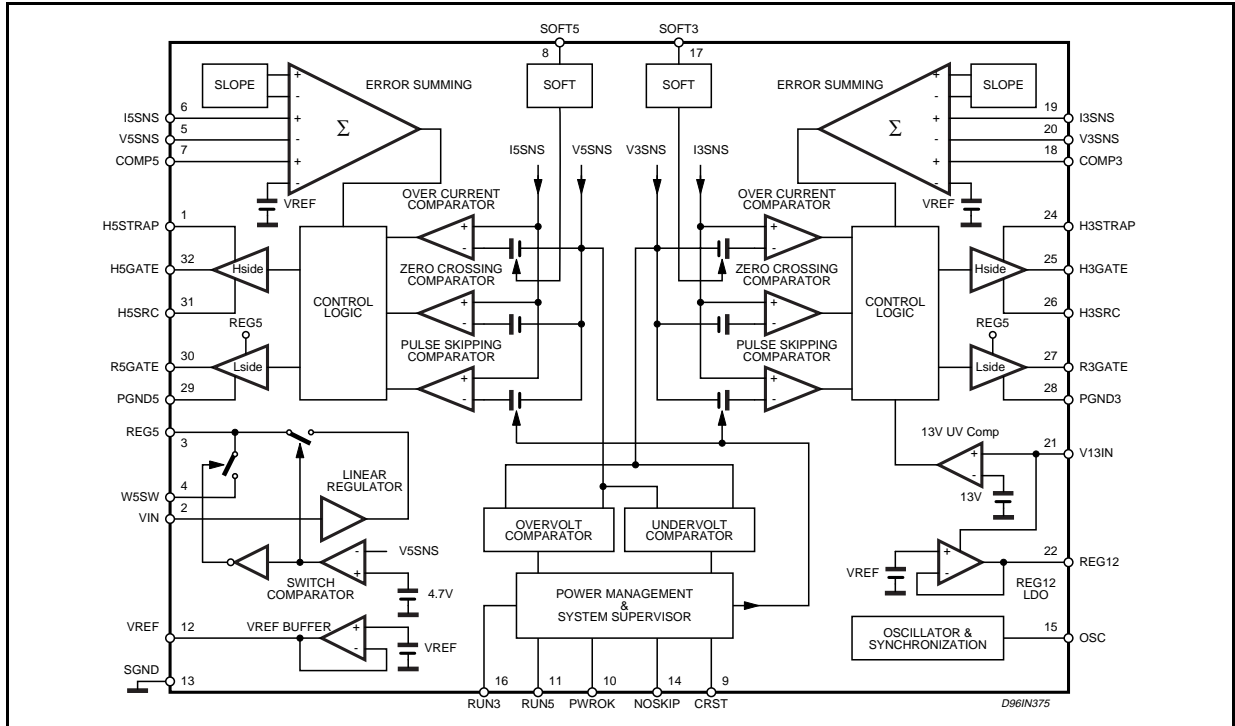 SOFT5 SOFT3
8 17
SLOPE ERROR SUMMING SOFT SOFT ERROR SUMMING SLOPE
+ +
- -
6 19
I5SNS + + I3SNS
5 20
V5SNS - Σ Σ - V3SNS
7 18
COMP5 + I5SNS V5SNS V3SNS I3SNS + COMP3
- -
VREF VREF
OVER CURRENT COMPARATOR OVER CURRENT COMPARATOR
1 24
H5STRAP + + H3STRAP
- -
32 25
H5GATE Hside Hside H3GATE
ZERO CROSSING COMPARATOR ZERO CROSSING COMPARATOR
CONTROL LOGIC CONTROL LOGIC
31 26
H5SRC + + H3SRC
- -
REG5 REG5
PULSE SKIPPING COMPARATOR PULSE SKIPPING COMPARATOR
30 27
R5GATE Lside Lside R3GATE
+ +
29 28
PGND5 - - PGND3
REG5
3
13V UV Comp
21
+ V13IN
-
13V
LINEAR REGULATOR
4
W5SW
2
VIN
OVERVOLT COMPARATOR
UNDERVOLT COMPARATOR
- V5SNS
+
SWITCH COMPARATOR
4.7V
VREF + 22 REG12
-
REG12 LDO
POWER MANAGEMENT
&
SYSTEM SUPERVISOR
VREF 12 VREF BUFFER + VREF
-
OSCILLATOR & SYNCHRONIZATION
15 OSC
SGND
13
16 11 10 14 9
RUN3 RUN5 PWROK NOSKIP CRST
D96IN375